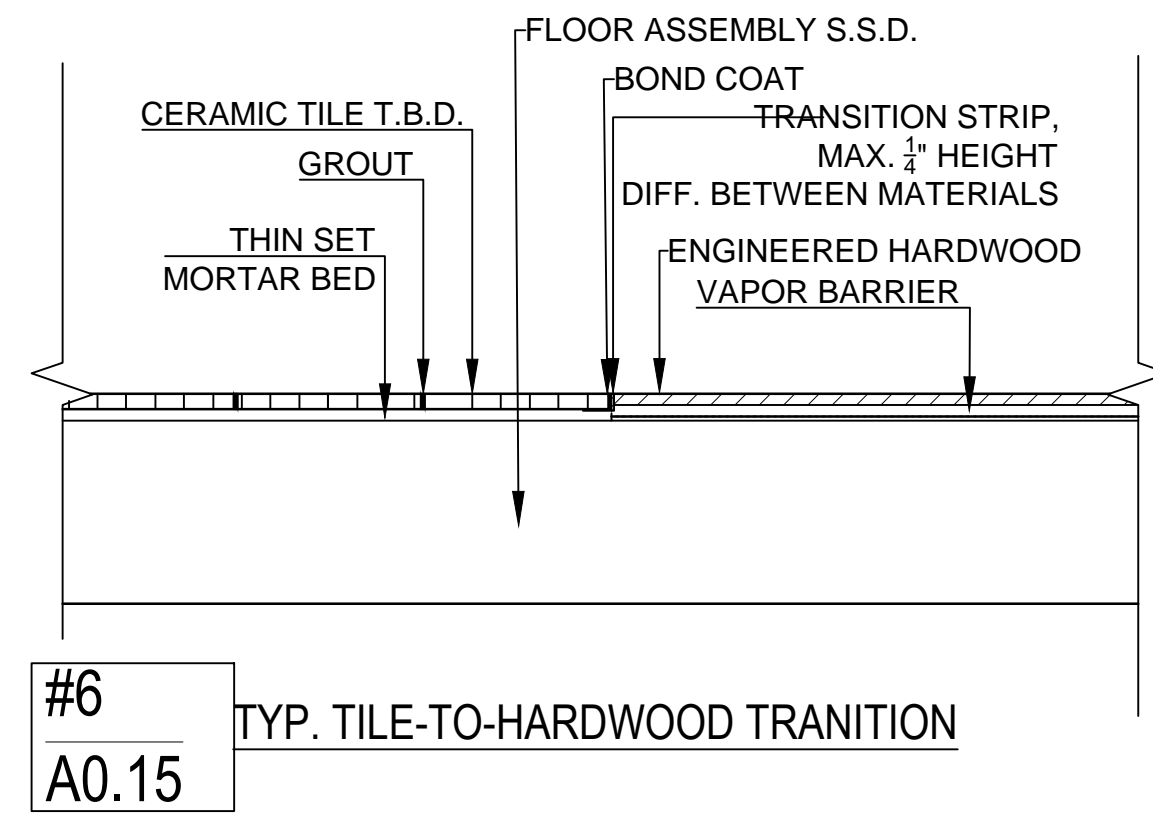 FLOOR ASSEMBLY S.S.D.
BOND COAT
CERAMIC TILE T.B.D.
TRANSITION STRIP,
MAX. 1/4" HEIGHT
DIFF. BETWEEN MATERIALS
GROUT
THIN SET
MORTAR BED
ENGINEERED HARDWOOD
VAPOR BARRIER
#6
A0.15
TYP. TILE-TO-HARDWOOD TRANITION